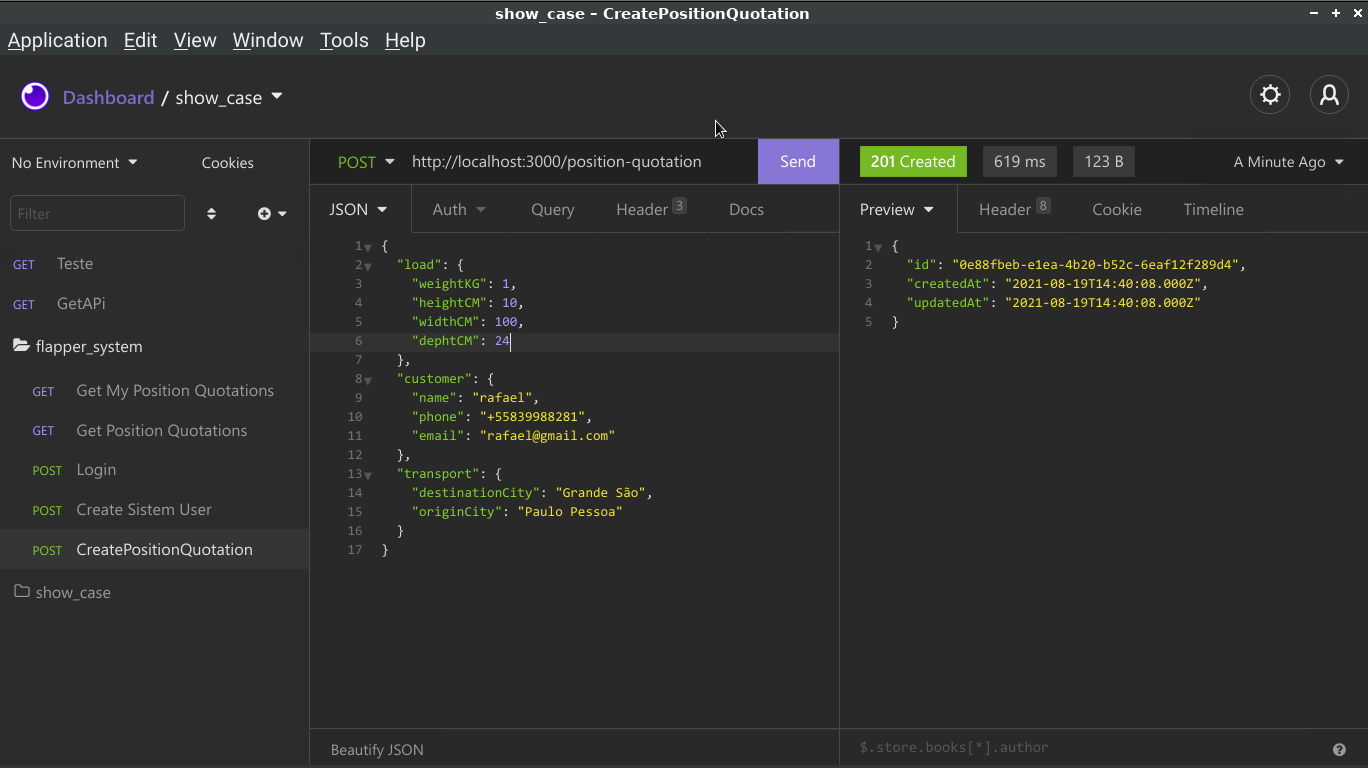 show_case – CreatePositionQuotation
Application Edit View Window Tools Help
Dashboard / show_case
No Environment Cookies
Filter
GET Teste
GET GetAPi
flapper_system
GET Get My Position Quotations
GET Get Position Quotations
POST Login
POST Create Sistem User
POST CreatePositionQuotation
show_case
POST http://localhost:3000/position-quotation Send
JSON Auth Query Header 3 Docs
1 {
2 "load": {
3 "weightKG": 1,
4 "heightCM": 10,
5 "widthCM": 100,
6 "dephtCM": 24
7 },
8 "customer": {
9 "name": "rafael",
10 "phone": "+55839988281",
11 "email": "rafael@gmail.com"
12 },
13 "transport": {
14 "destinationCity": "Grande São",
15 "originCity": "Paulo Pessoa"
16 }
17 }
Beautify JSON
201 Created 619 ms 123 B A Minute Ago
Preview Header 8 Cookie Timeline
1 {
2 "id": "0e88fbeb-e1ea-4b20-b52c-6eaf12f289d4",
3 "createdAt": "2021-08-19T14:40:08.000Z",
4 "updatedAt": "2021-08-19T14:40:08.000Z"
5 }
$.store.books[*].author